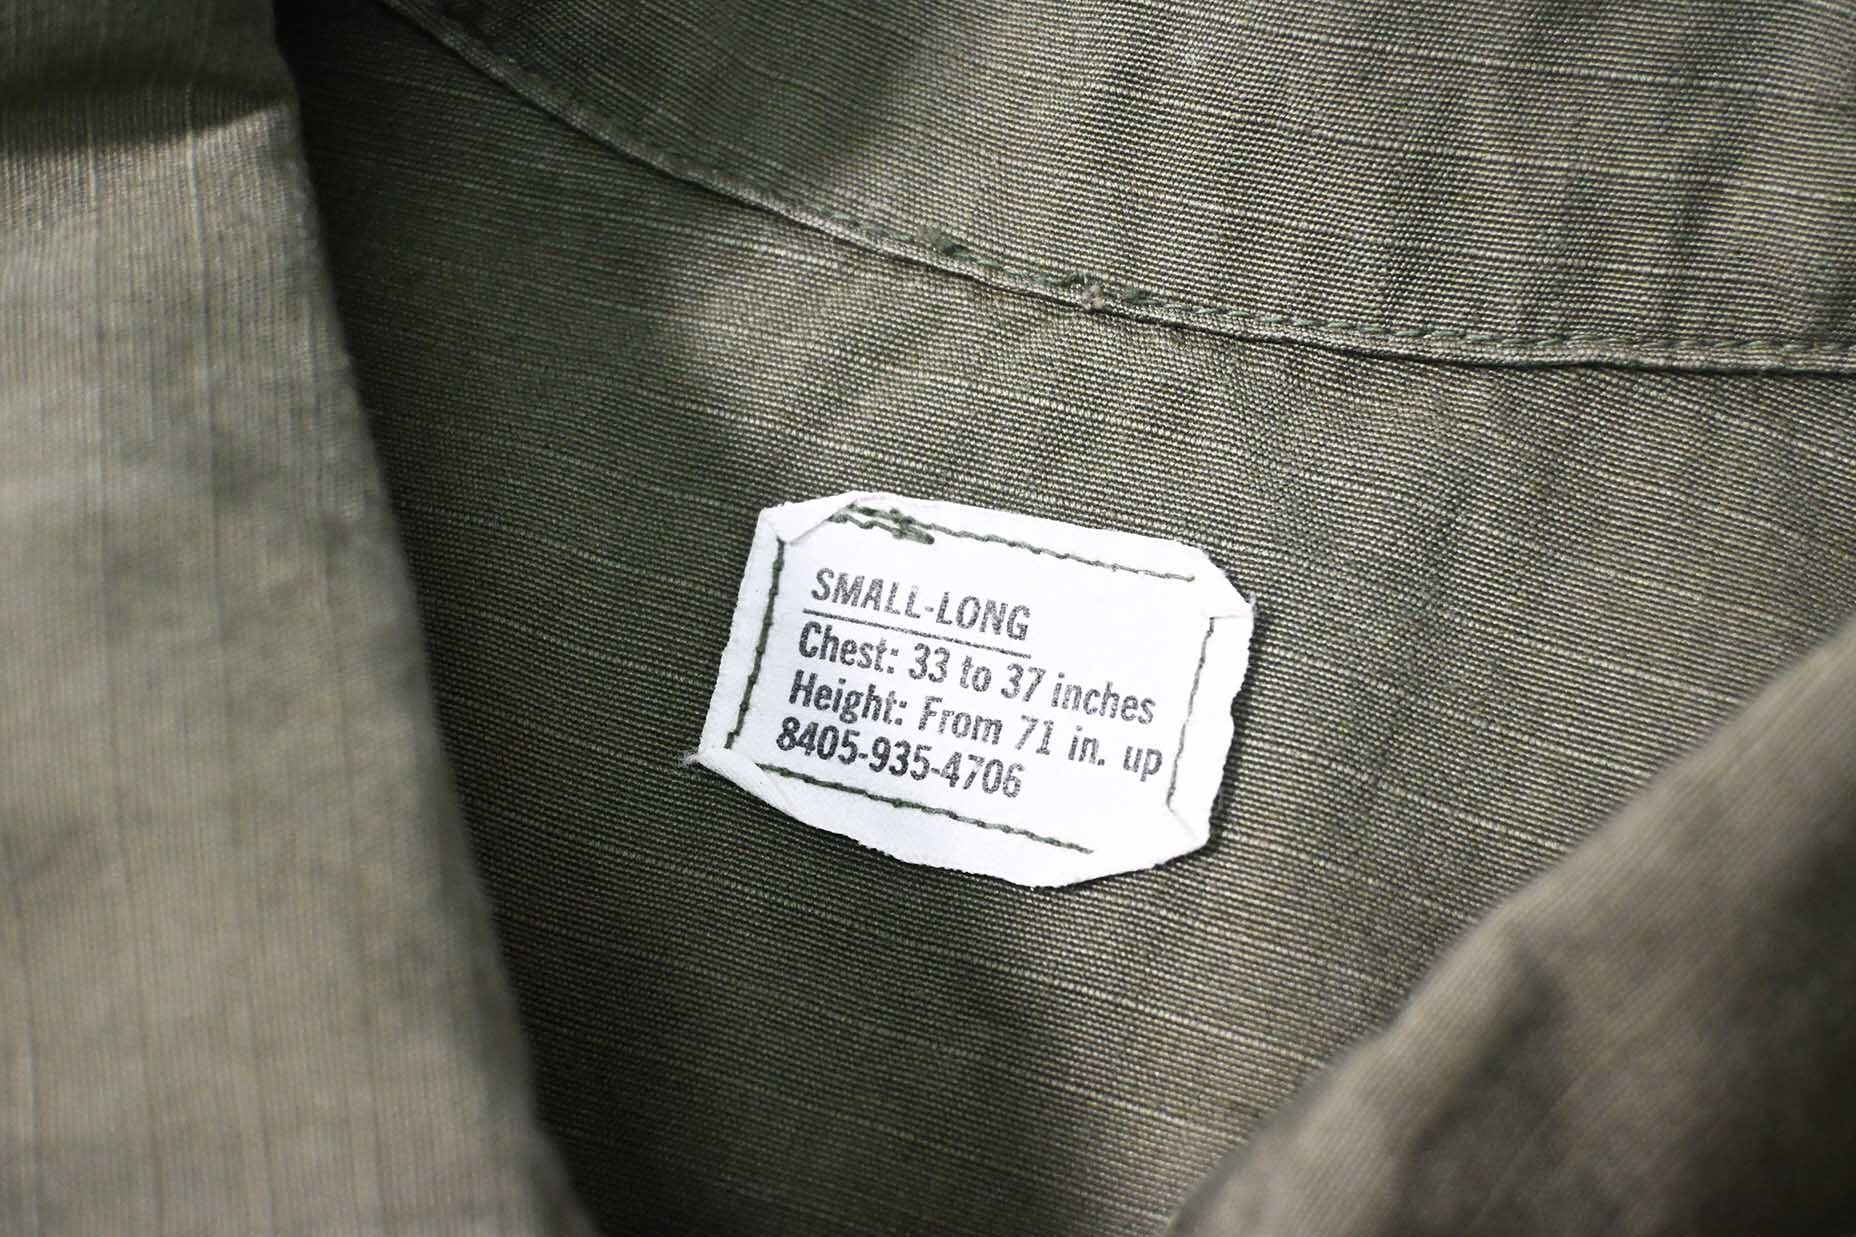 SMALL-LONG
Chest: 33 to 37 inches
Height: From 71 in. up
8405-935-4706